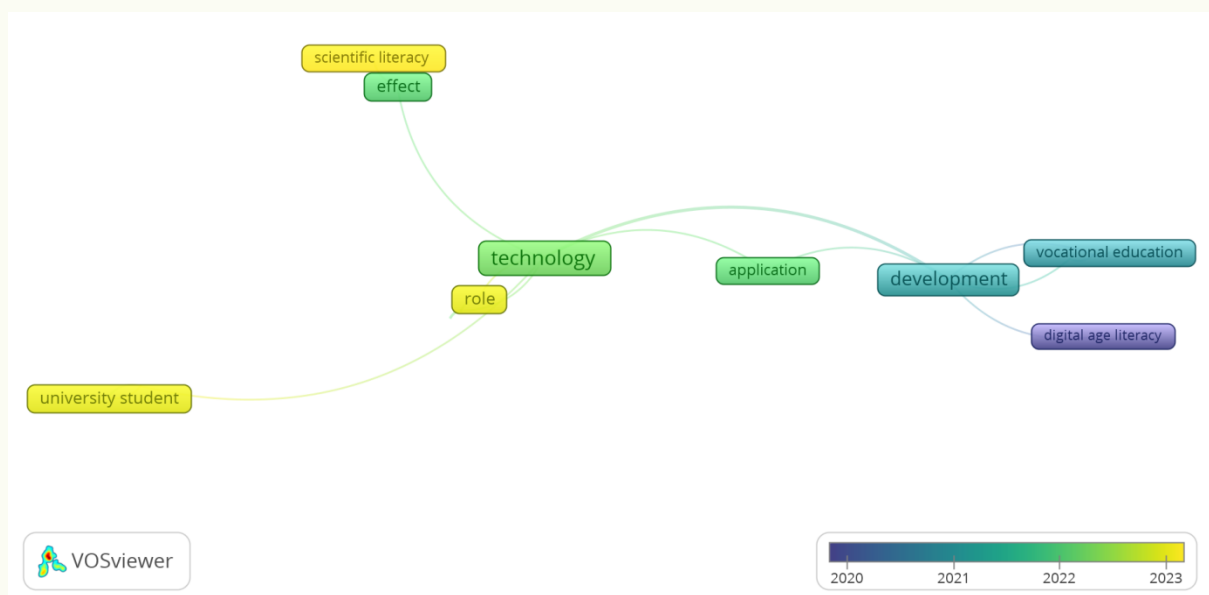 scientific literacy
effect
technology
vocational education
application
development
role
digital age literacy
university student
VOSviewer
2020
2021
2022
2023